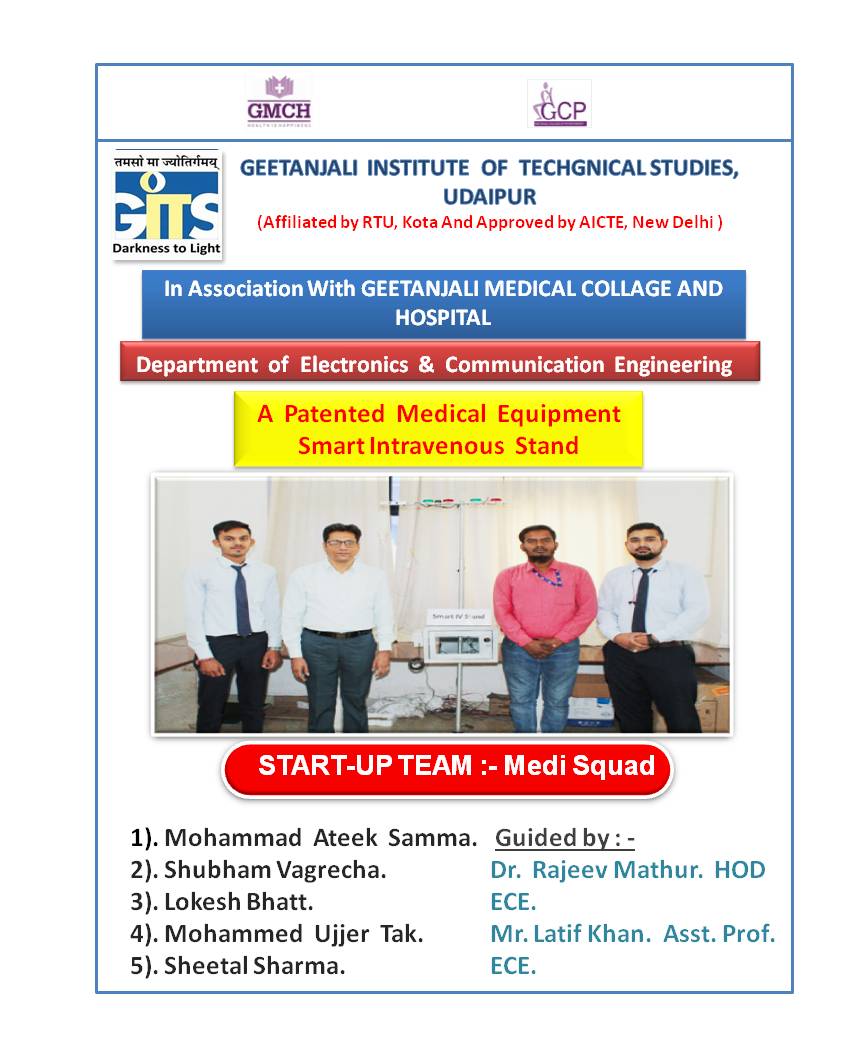 GMCH
GCP
तमसो मा ज्योतिर्गमय्
GITS
Darkness to Light
GEETANJALI INSTITUTE OF TECHGNICAL STUDIES,
UDAIPUR
(Affiliated by RTU, Kota And Approved by AICTE, New Delhi )
In Association With GEETANJALI MEDICAL COLLAGE AND
HOSPITAL
Department of Electronics & Communication Engineering
A Patented Medical Equipment
Smart Intravenous Stand
Smart IV Stand
START-UP TEAM :- Medi Squad
1). Mohammad Ateek Samma.
2). Shubham Vagrecha.
3). Lokesh Bhatt.
4). Mohammed Ujjer Tak.
5). Sheetal Sharma.
Guided by : -
Dr. Rajeev Mathur. HOD
ECE.
Mr. Latif Khan. Asst. Prof.
ECE.